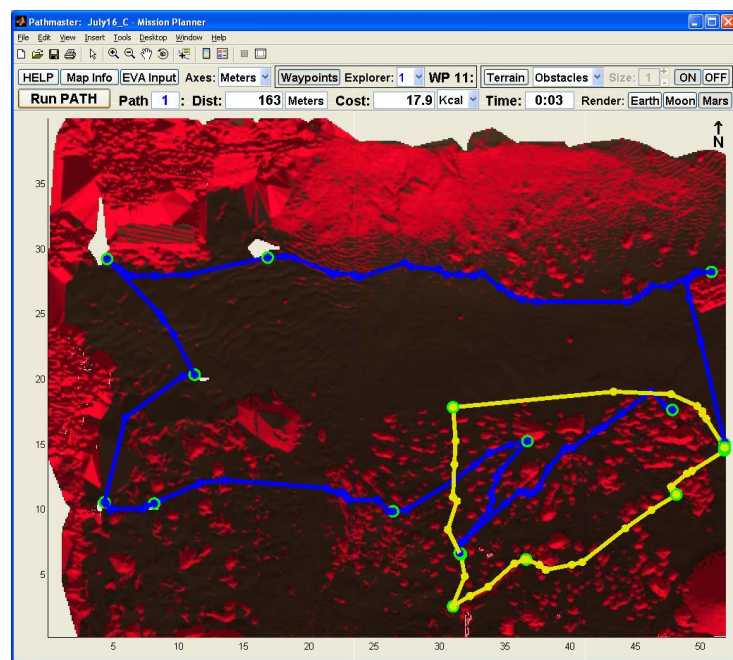 Pathmaster: July16_C - Mission Planner
File Edit View Insert Tools Desktop Window Help
HELP Map Info EVA Input Axes: Meters Waypoints Explorer: 1 WP 11: Terrain Obstacles Size: 1 ON OFF
Run PATH Path 1 : Dist: 163 Meters Cost: 17.9 Kcal Time: 0:03 Render: Earth Moon Mars
N
35
30
25
20
15
10
5
5 10 15 20 25 30 35 40 45 50